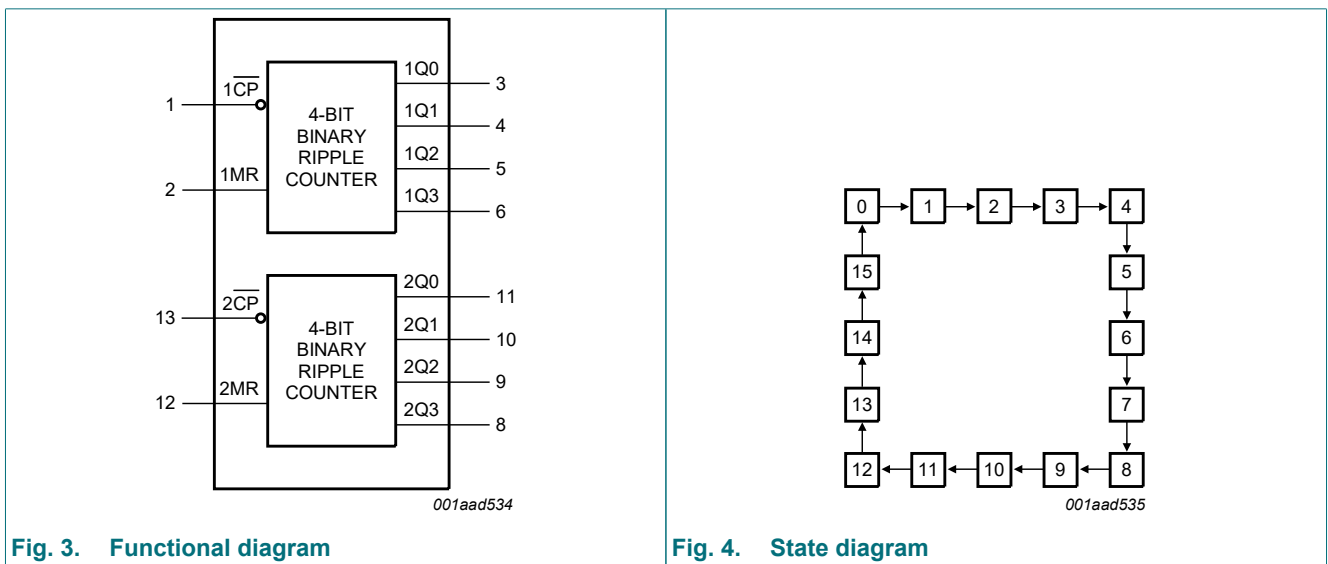 1
1CP
2
1MR
4-BIT
BINARY
RIPPLE
COUNTER
1Q0
3
1Q1
4
1Q2
5
1Q3
6
13
2CP
12
2MR
4-BIT
BINARY
RIPPLE
COUNTER
2Q0
11
2Q1
10
2Q2
9
2Q3
8
001aad534
Fig. 3. Functional diagram
0 1 2 3 4
15 5
14 6
13 7
12 11 10 9 8
001aad535
Fig. 4. State diagram